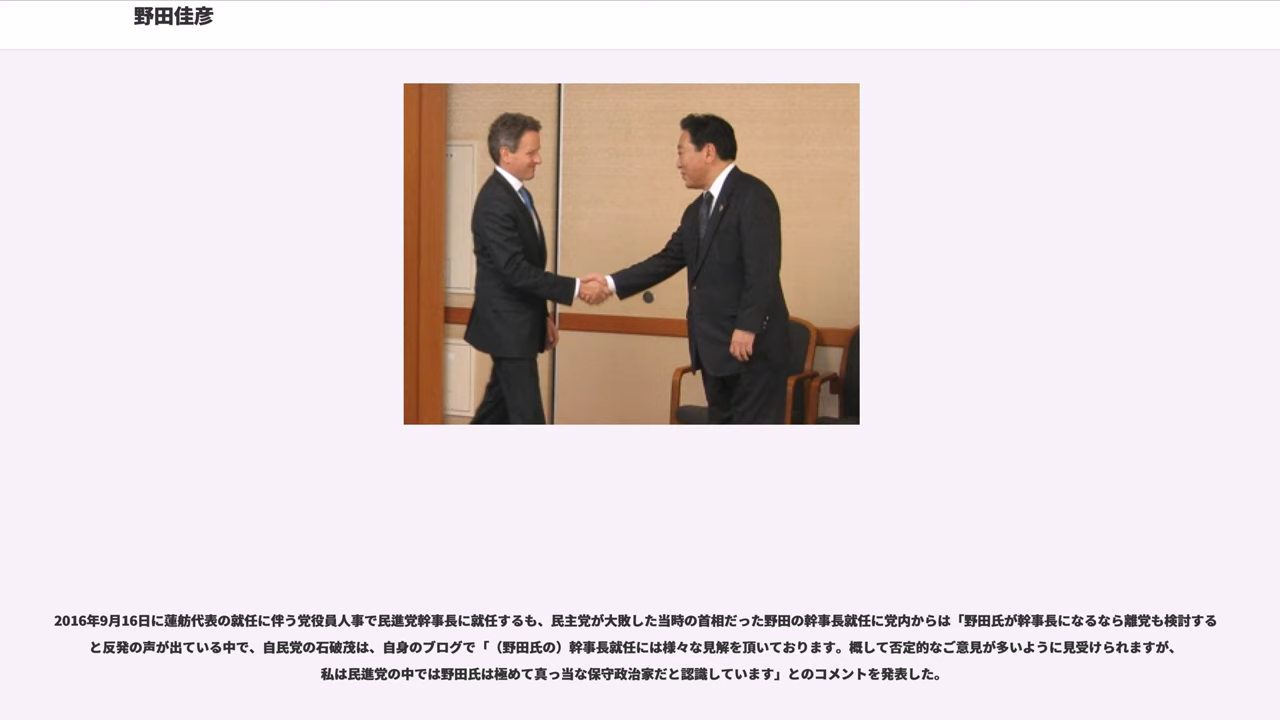 野田佳彦
2016年9月16日に蓮舫代表の就任に伴う党役員人事で民進党幹事長に就任するも、民主党が大敗した当時の首相だった野田の幹事長就任に党内からは「野田氏が幹事長になるなら離党も検討する
と反発の声が出ている中で、自民党の石破茂は、自身のブログで「（野田氏の）幹事長就任には様々な見解を頂いております。概して否定的なご意見が多いように見受けられますが、
私は民進党の中では野田氏は極めて真っ当な保守政治家だと認識しています」とのコメントを発表した。